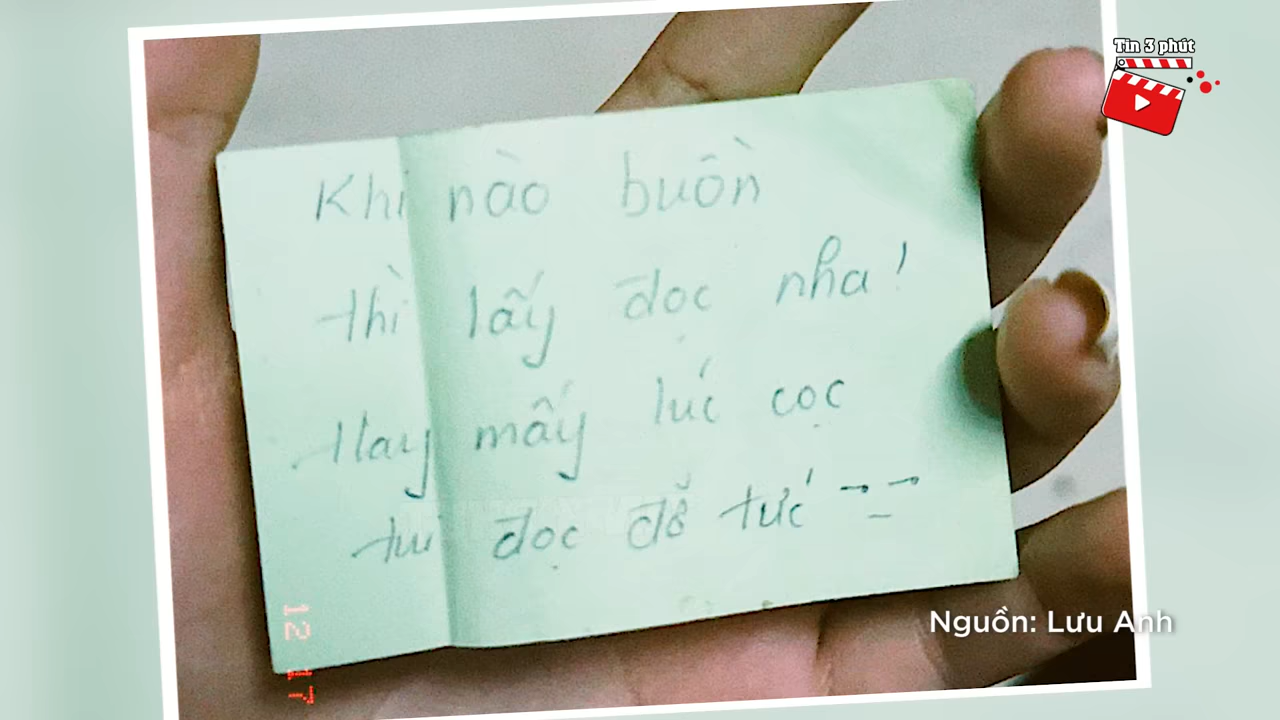 Tin 3 phút
Khi nào buồn
thì lấy đọc nha!
Hay mấy lúc cọc
tui đọc đỡ tức ¬_¬
12 17
Nguồn: Lưu Anh